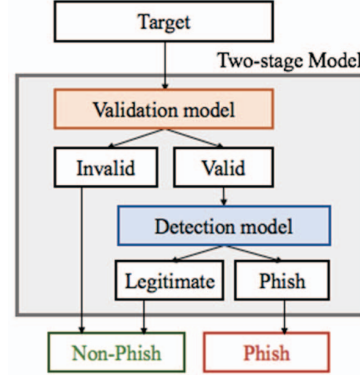 Target
Two-stage Model
Validation model
Invalid
Valid
Detection model
Legitimate
Phish
Non-Phish
Phish